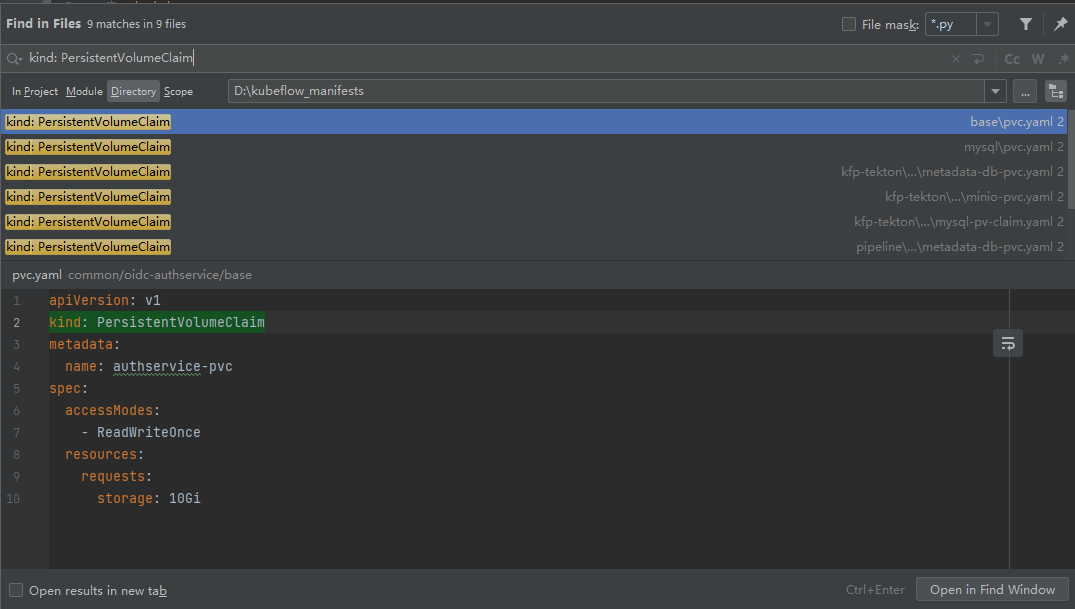 Find in Files 9 matches in 9 files File mask: *.py
kind: PersistentVolumeClaim Cc W .*
In Project Module Directory Scope D:\kubeflow_manifests ...
kind: PersistentVolumeClaim base\pvc.yaml 2
kind: PersistentVolumeClaim mysql\pvc.yaml 2
kind: PersistentVolumeClaim kfp-tekton\...\metadata-db-pvc.yaml 2
kind: PersistentVolumeClaim kfp-tekton\...\minio-pvc.yaml 2
kind: PersistentVolumeClaim kfp-tekton\...\mysql-pv-claim.yaml 2
kind: PersistentVolumeClaim pipeline\...\metadata-db-pvc.yaml 2
pvc.yaml common/oidc-authservice/base
1 apiVersion: v1
2 kind: PersistentVolumeClaim
3 metadata:
4 name: authservice-pvc
5 spec:
6 accessModes:
7 - ReadWriteOnce
8 resources:
9 requests:
10 storage: 10Gi
Open results in new tab Ctrl+Enter Open in Find Window